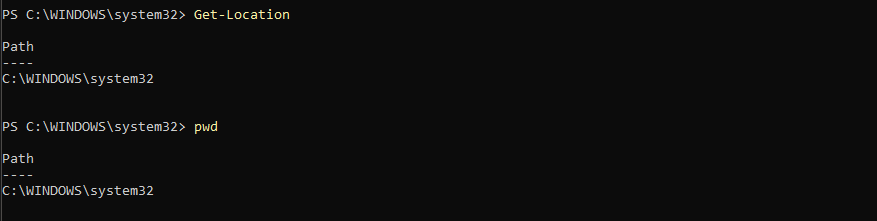 PS C:\WINDOWS\system32> Get-Location
Path
----
C:\WINDOWS\system32
PS C:\WINDOWS\system32> pwd
Path
----
C:\WINDOWS\system32